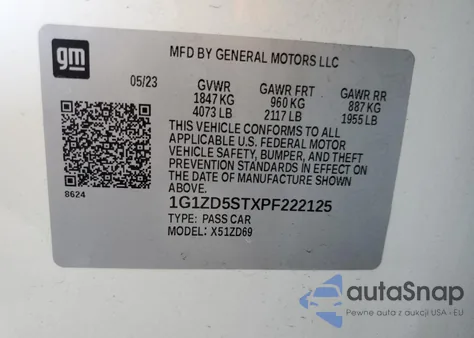 gm
MFD BY GENERAL MOTORS LLC
05/23 GVWR GAWR FRT GAWR RR
1847 KG 960 KG 887 KG
4073 LB 2117 LB 1955 LB
THIS VEHICLE CONFORMS TO ALL
APPLICABLE U.S. FEDERAL MOTOR
VEHICLE SAFETY, BUMPER, AND THEFT
PREVENTION STANDARDS IN EFFECT ON
THE DATE OF MANUFACTURE SHOWN
ABOVE.
8624
1G1ZD5STXPF222125
TYPE: PASS CAR
MODEL: X51ZD69
autaSnap
Pewne auta z aukcji USA i EU